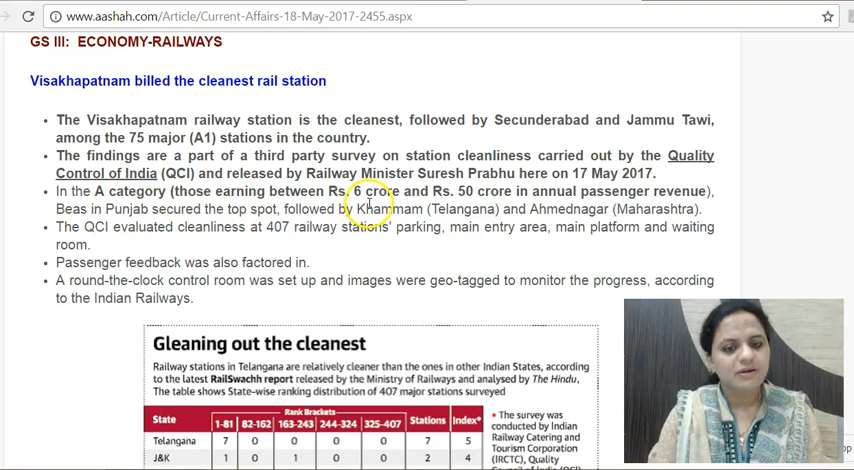 www.aashah.com/Article/Current-Affairs-18-May-2017-2455.aspx
GS III: ECONOMY-RAILWAYS
Visakhapatnam billed the cleanest rail station
• The Visakhapatnam railway station is the cleanest, followed by Secunderabad and Jammu Tawi,
among the 75 major (A1) stations in the country.
• The findings are a part of a third party survey on station cleanliness carried out by the Quality
Control of India (QCI) and released by Railway Minister Suresh Prabhu here on 17 May 2017.
• In the A category (those earning between Rs. 6 crore and Rs. 50 crore in annual passenger revenue),
Beas in Punjab secured the top spot, followed by Khammam (Telangana) and Ahmednagar (Maharashtra).
• The QCI evaluated cleanliness at 407 railway stations' parking, main entry area, main platform and waiting
room.
• Passenger feedback was also factored in.
• A round-the-clock control room was set up and images were geo-tagged to monitor the progress, according
to the Indian Railways.
Gleaning out the cleanest
Railway stations in Telangana are relatively cleaner than the ones in other Indian States, according
to the latest RailSwachh report released by the Ministry of Railways and analysed by The Hindu,
The table shows State-wise ranking distribution of 407 major stations surveyed
State Rank Brackets Stations Index*
1-81 82-162 163-243 244-324 325-407
Telangana 7 0 0 0 0 7 5
J&K 1 0 1 0 0 2 4
• The survey was
conducted by Indian
Railway Catering and
Tourism Corporation
(IRCTC), Quality